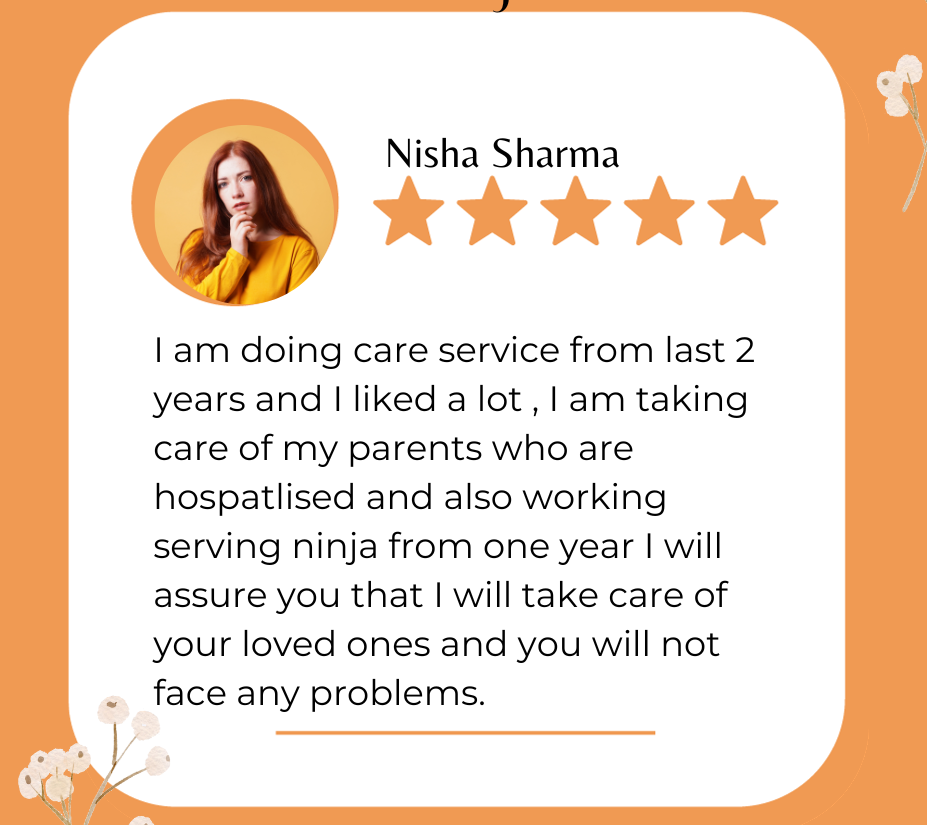 Nisha Sharma
I am doing care service from last 2
years and I liked a lot , I am taking
care of my parents who are
hospatlised and also working
serving ninja from one year I will
assure you that I will take care of
your loved ones and you will not
face any problems.